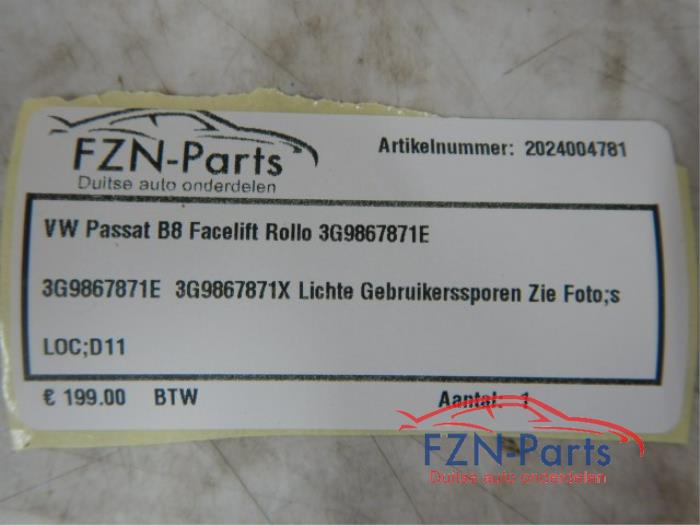 FZN-Parts
Duitse auto onderdelen
Artikelnummer: 2024004781
VW Passat B8 Facelift Rollo 3G9867871E
3G9867871E 3G9867871X Lichte Gebruikerssporen Zie Foto;s
LOC;D11
€ 199.00 BTW Aantal: 1
FZN-Parts
Duitse auto onderdelen